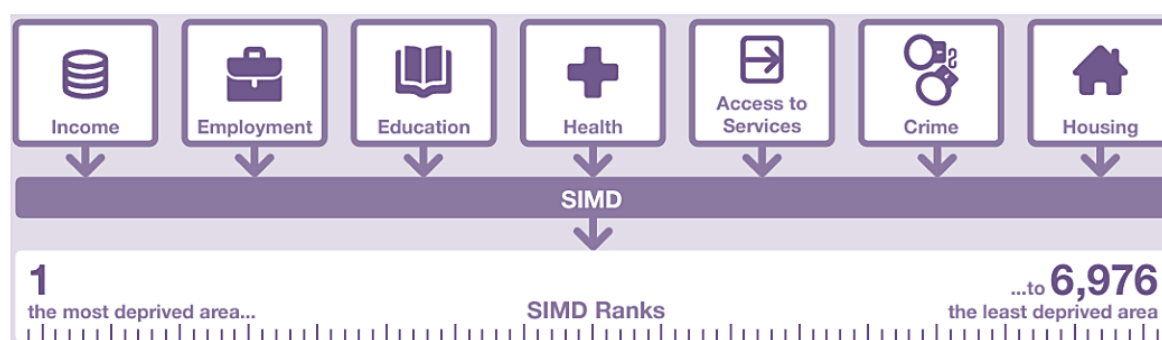 Income
Employment
Education
Health
Access to
Services
Crime
Housing
SIMD
1
the most deprived area...
SIMD Ranks
...to 6,976
the least deprived area